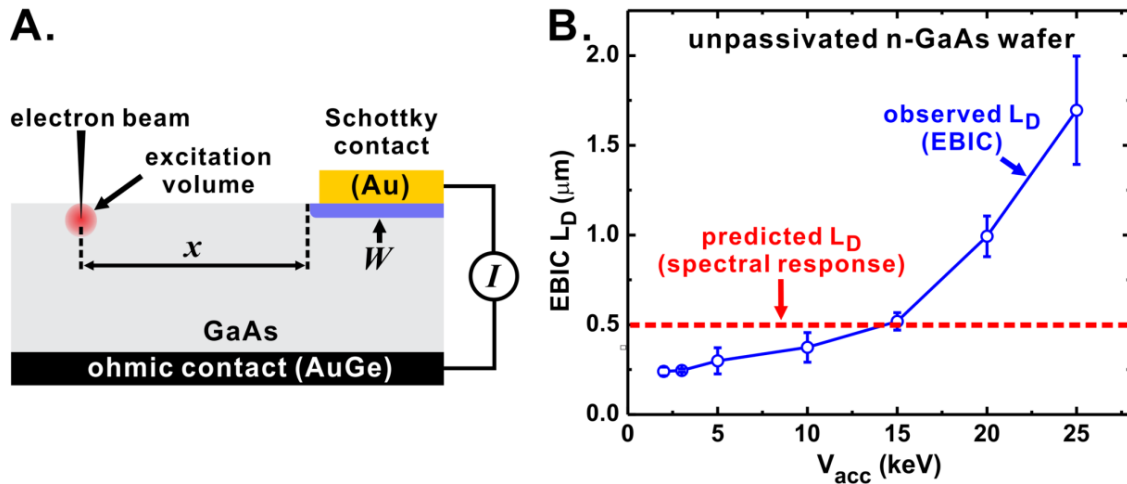 A.
electron beam
excitation
volume
Schottky
contact
(Au)
x
W
I
GaAs
ohmic contact (AuGe)
B.
unpassivated n-GaAs wafer
observed L_D
(EBIC)
predicted L_D
(spectral response)
EBIC L_D (μm)
2.0
1.5
1.0
0.5
0.0
0 5 10 15 20 25
V_acc (keV)